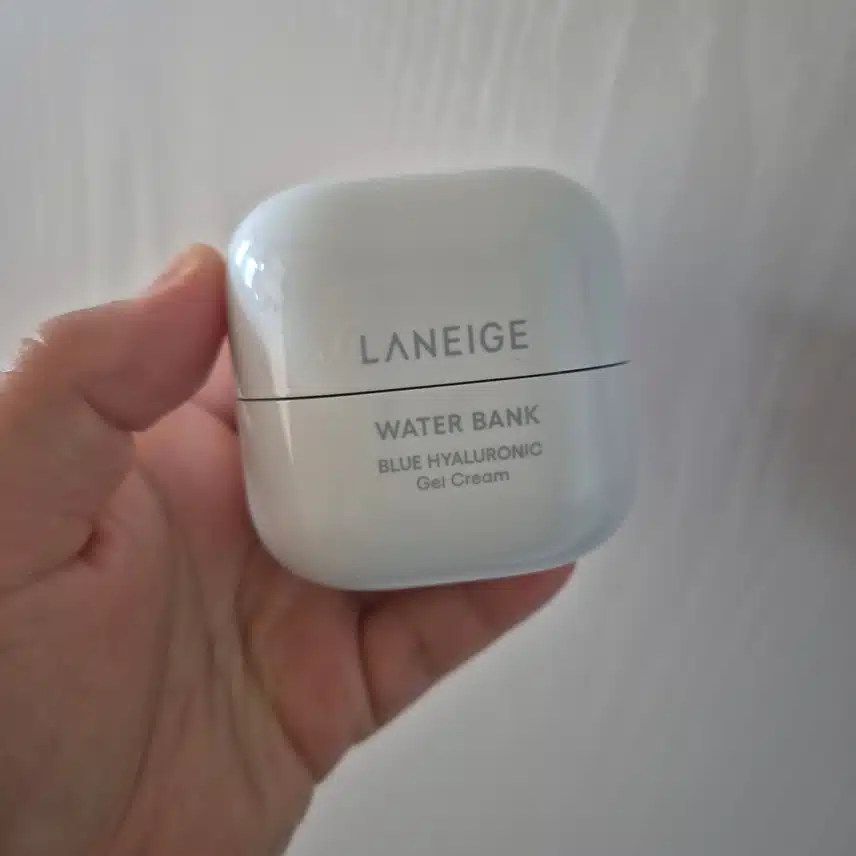 LANEIGE
WATER BANK
BLUE HYALURONIC
Gel Cream